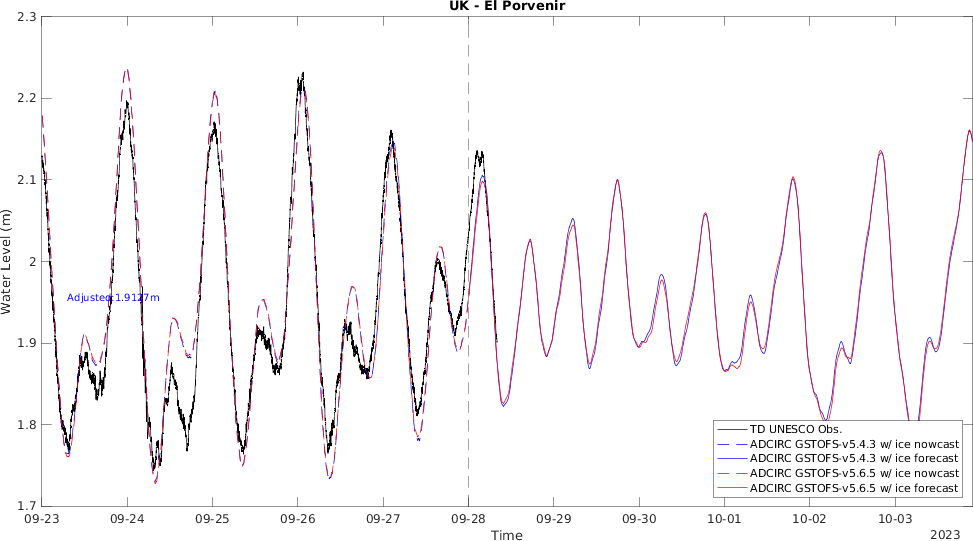 UK - El Porvenir
2.3
2.2
2.1
2
1.9
1.8
1.7
Water Level (m)
Adjusted:1.9127m
TD UNESCO Obs.
ADCIRC GSTOFS-v5.4.3 w/ ice nowcast
ADCIRC GSTOFS-v5.4.3 w/ ice forecast
ADCIRC GSTOFS-v5.6.5 w/ ice nowcast
ADCIRC GSTOFS-v5.6.5 w/ ice forecast
09-23 09-24 09-25 09-26 09-27 09-28 09-29 09-30 10-01 10-02 10-03
Time
2023